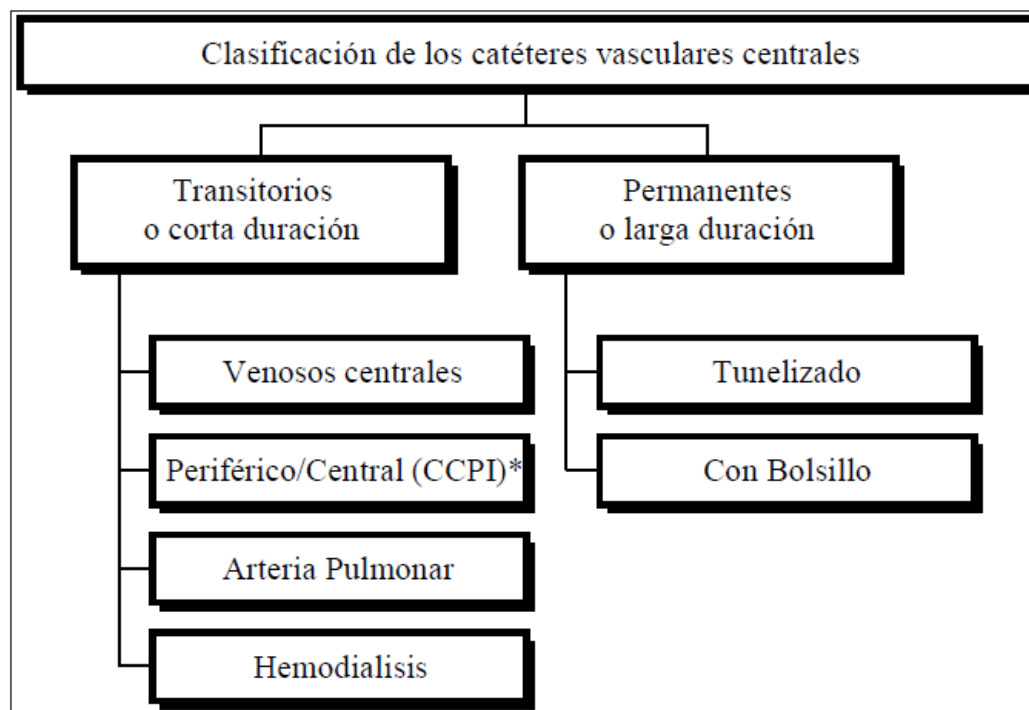 Clasificación de los catéteres vasculares centrales
Transitorios
o corta duración
Permanentes
o larga duración
Venosos centrales
Periférico/Central (CCPI)*
Arteria Pulmonar
Hemodialisis
Tunelizado
Con Bolsillo